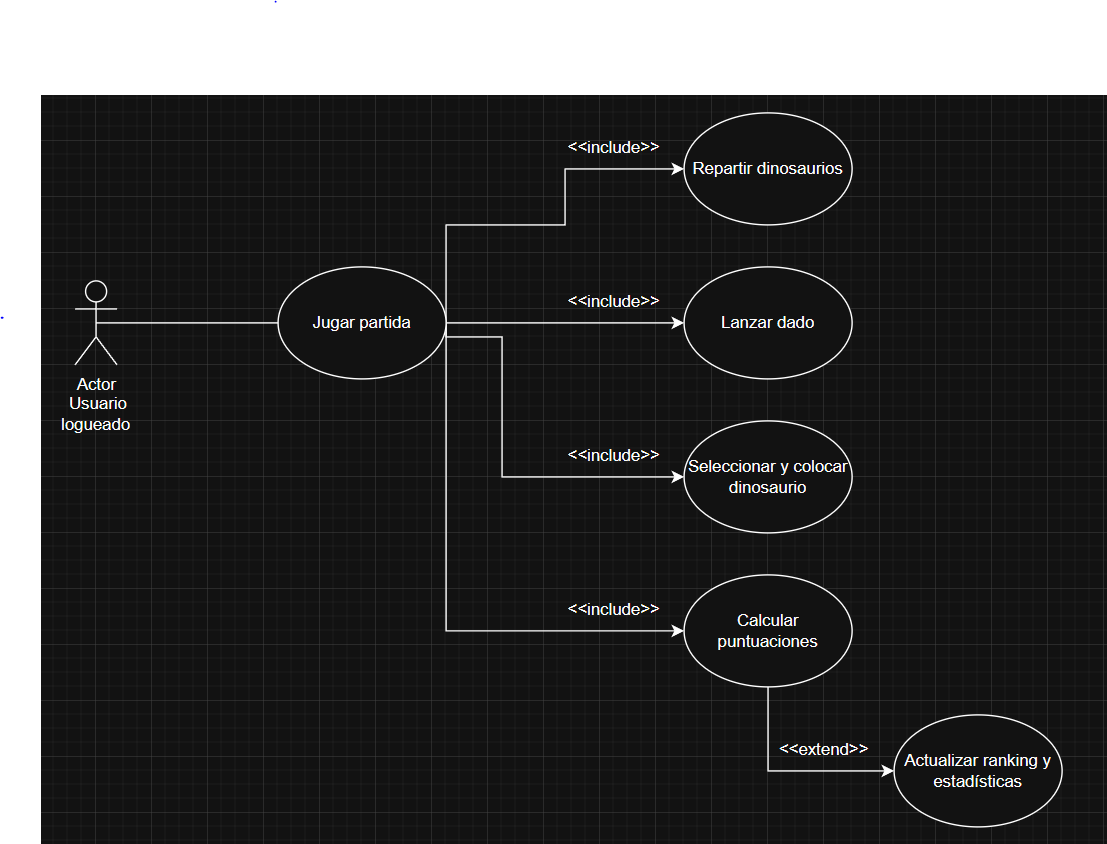 <<include>>
Repartir dinosaurios
<<include>>
Jugar partida
Lanzar dado
Actor
Usuario
logueado
<<include>>
Seleccionar y colocar
dinosaurio
<<include>>
Calcular
puntuaciones
<<extend>>
Actualizar ranking y
estadísticas